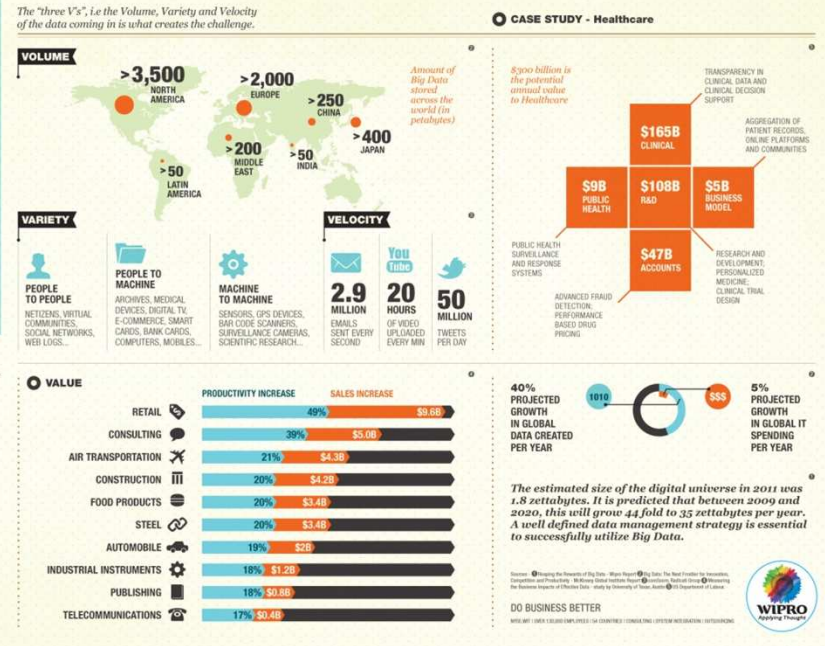 The "three V's", i.e the Volume, Variety and Velocity
of the data coming in is what creates the challenge.
VOLUME
>3,500
NORTH
AMERICA
>2,000
EUROPE
>250
CHINA
>400
JAPAN
>200
MIDDLE
EAST
>50
INDIA
>50
LATIN
AMERICA
Amount of
Big Data
stored
across the
world (in
petabytes)
VARIETY
PEOPLE
TO PEOPLE
NETIZENS, VIRTUAL
COMMUNITIES,
SOCIAL NETWORKS,
WEB LOGS...
PEOPLE TO
MACHINE
ARCHIVES, MEDICAL
DEVICES, DIGITAL TV,
E-COMMERCE, SMART
CARDS, BANK CARDS,
COMPUTERS, MOBILES...
MACHINE
TO MACHINE
SENSORS, GPS DEVICES,
BAR CODE SCANNERS,
SURVEILLANCE CAMERAS,
SCIENTIFIC RESEARCH...
VELOCITY
2.9
MILLION
EMAILS
SENT EVERY
SECOND
You
Tube
20
HOURS
OF VIDEO
UPLOADED
EVERY MIN
50
MILLION
TWEETS
PER DAY
CASE STUDY - Healthcare
$300 billion is
the potential
annual value
to Healthcare
TRANSPARENCY IN
CLINICAL DATA AND
CLINICAL DECISION
SUPPORT
$165B
CLINICAL
AGGREGATION OF
PATIENT RECORDS,
ONLINE PLATFORMS
AND COMMUNITIES
$9B
PUBLIC
HEALTH
$108B
R&D
$5B
BUSINESS
MODEL
$47B
ACCOUNTS
PUBLIC HEALTH
SURVEILLANCE
AND RESPONSE
SYSTEMS
RESEARCH AND
DEVELOPMENT;
PERSONALIZED
MEDICINE;
CLINICAL TRIAL
DESIGN
ADVANCED FRAUD
DETECTION;
PERFORMANCE
BASED DRUG
PRICING
VALUE
PRODUCTIVITY INCREASE SALES INCREASE
RETAIL 49% $9.6B
CONSULTING 39% $5.0B
AIR TRANSPORTATION 21% $4.3B
CONSTRUCTION 20% $4.2B
FOOD PRODUCTS 20% $3.4B
STEEL 20% $3.4B
AUTOMOBILE 19% $2B
INDUSTRIAL INSTRUMENTS 18% $1.2B
PUBLISHING 18% $0.8B
TELECOMMUNICATIONS 17% $0.4B
40%
PROJECTED
GROWTH
IN GLOBAL
DATA CREATED
PER YEAR
1010
$$$
5%
PROJECTED
GROWTH
IN GLOBAL IT
SPENDING
PER YEAR
The estimated size of the digital universe in 2011 was
1.8 zettabytes. It is predicted that between 2009 and
2020, this will grow 44 fold to 35 zettabytes per year.
A well defined data management strategy is essential
to successfully utilize Big Data.
DO BUSINESS BETTER
WIPRO
Applying Thought